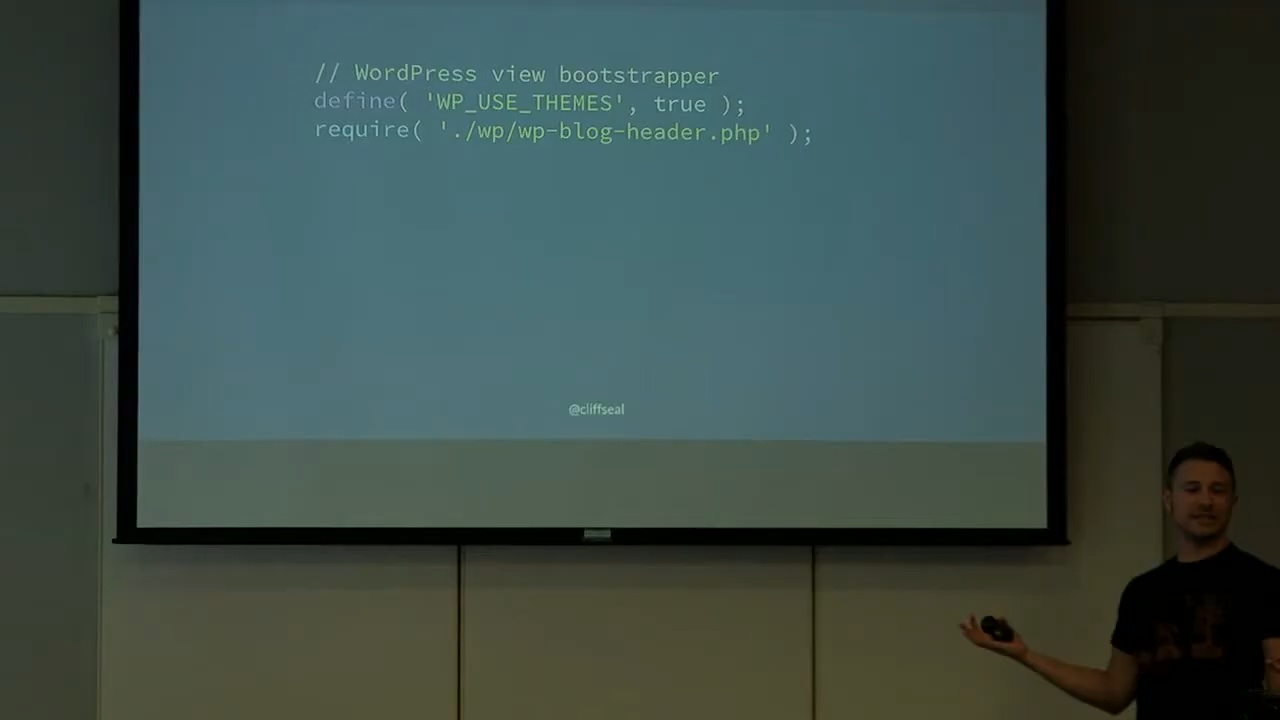 // WordPress view bootstrapper
define( 'WP_USE_THEMES', true );
require( './wp/wp-blog-header.php' );
@cliffseal